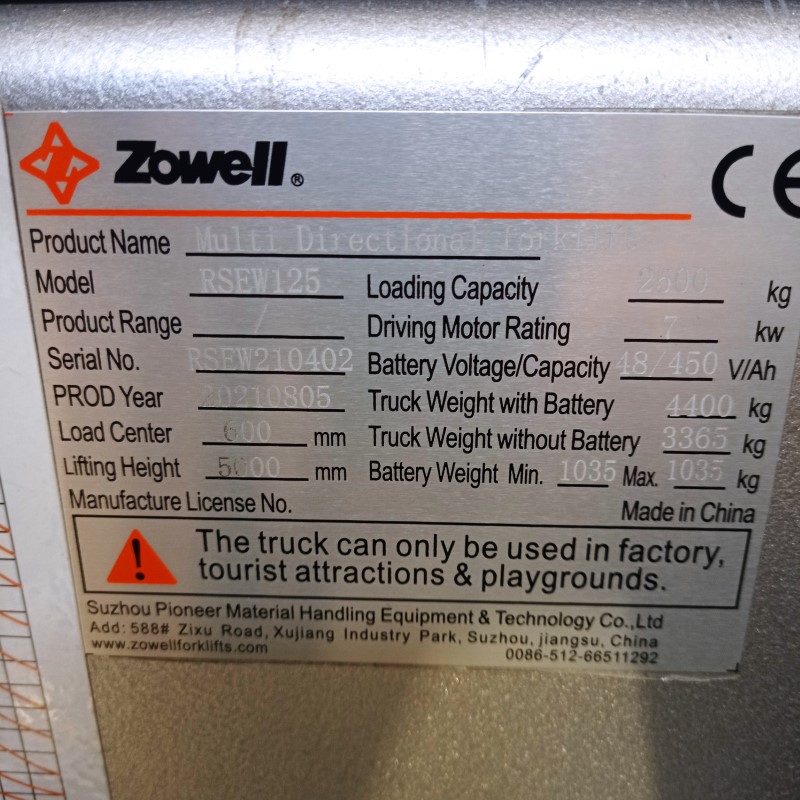 Zowell®
CE
Product Name Multi Directional forklift
Model RSEW125 Loading Capacity 2500 kg
Product Range / Driving Motor Rating 7 kw
Serial No. RSEW210402 Battery Voltage/Capacity 48/450 V/Ah
PROD Year 20210805 Truck Weight with Battery 4400 kg
Load Center 600 mm Truck Weight without Battery 3365 kg
Lifting Height 5000 mm Battery Weight Min. 1035 Max. 1035 kg
Manufacture License No. Made in China
The truck can only be used in factory,
tourist attractions & playgrounds.
Suzhou Pioneer Material Handling Equipment & Technology Co.,Ltd
Add: 588# Zixu Road, Xujiang Industry Park, Suzhou, jiangsu, China
www.zowellforklifts.com 0086-512-66511292